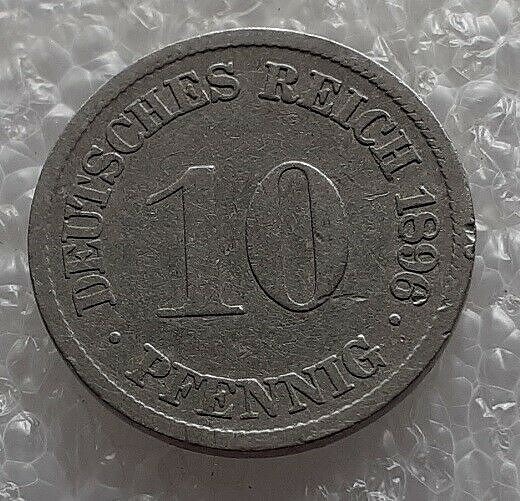 DEUTSCHES REICH 1896
10
• PFENNIG •